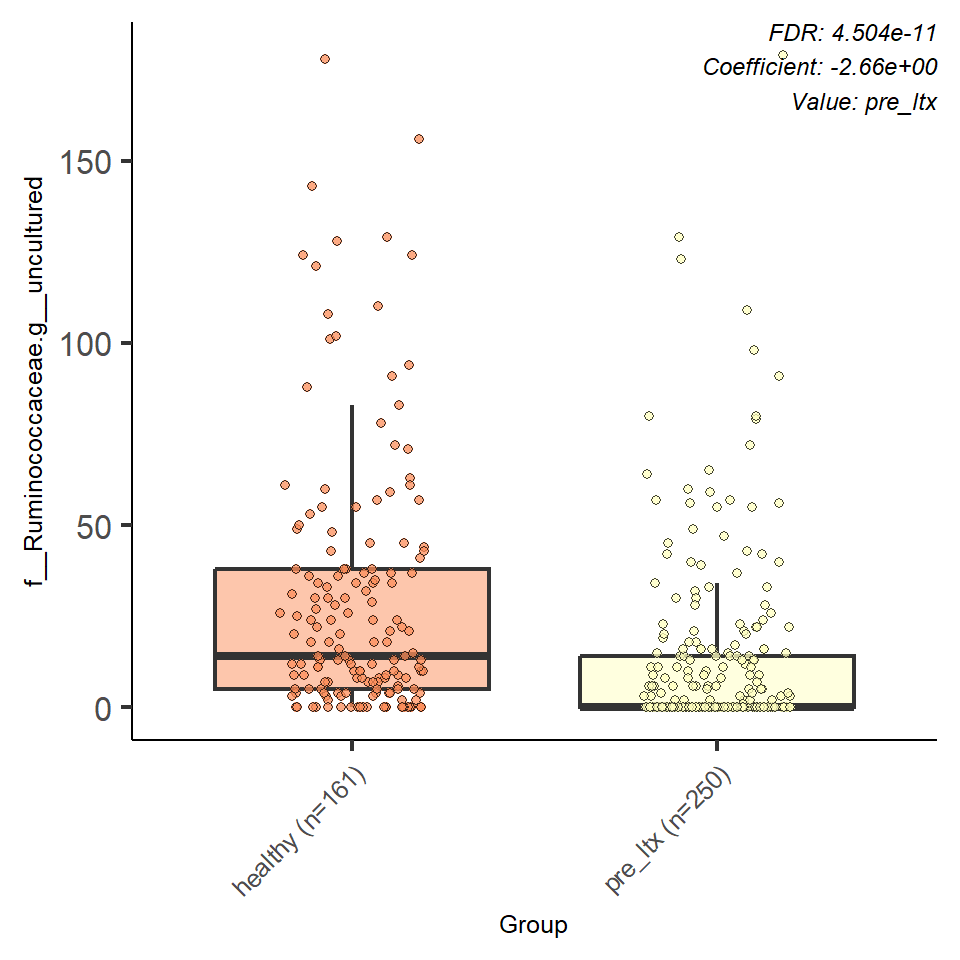 FDR: 4.504e-11
Coefficient: -2.66e+00
Value: pre_ltx
f__Ruminococcaceae.g__uncultured
150
100
50
0
healthy (n=161)
pre_ltx (n=250)
Group